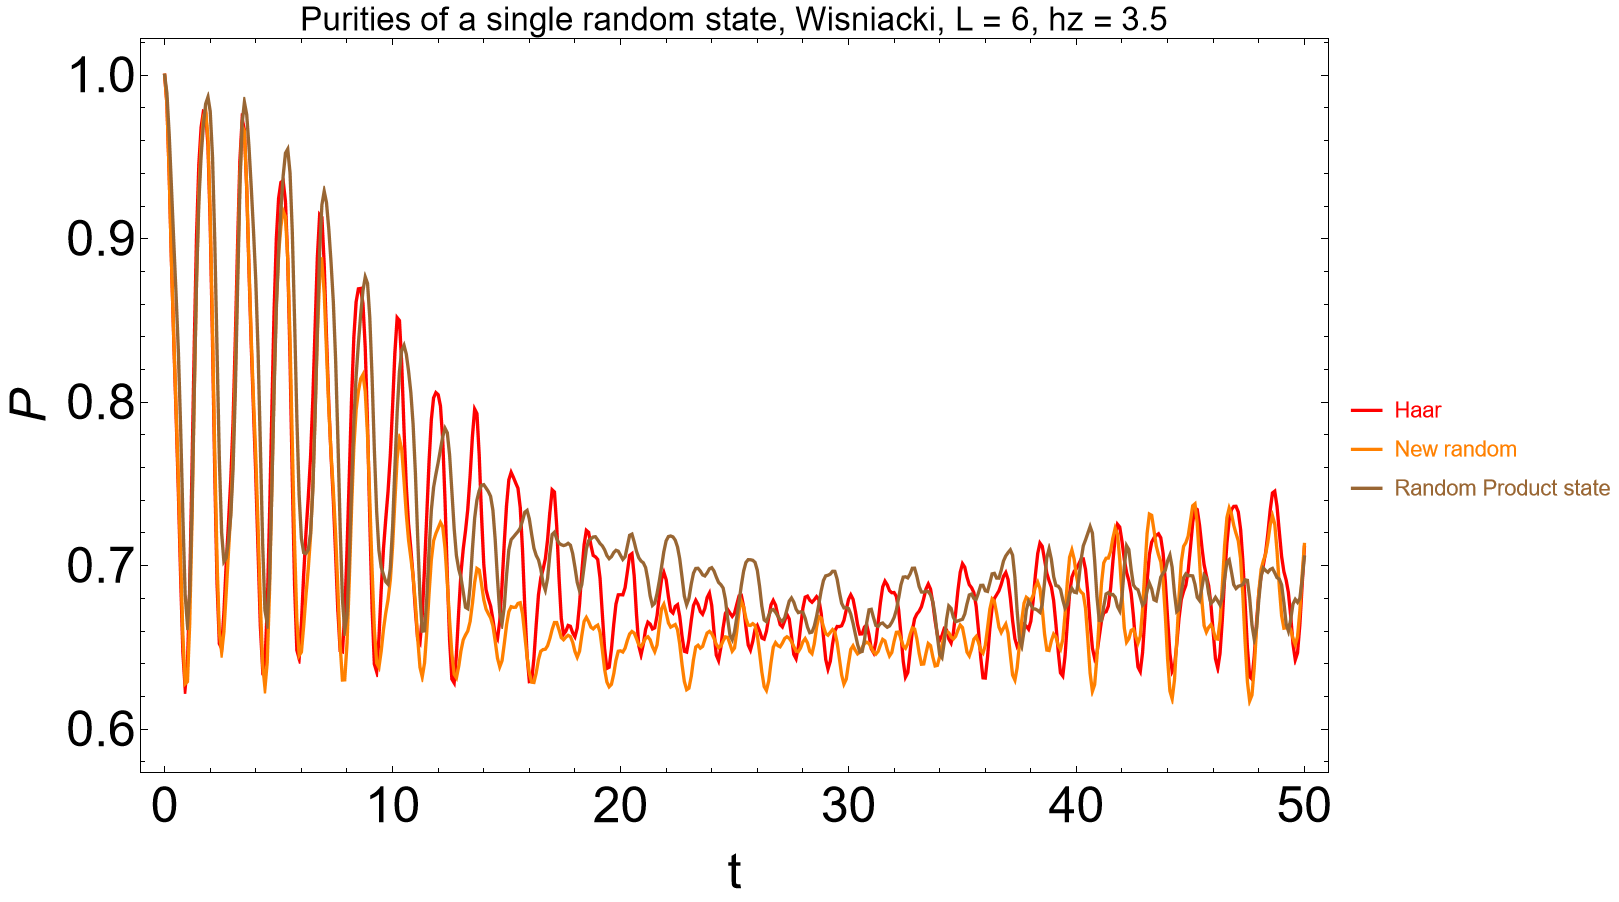 Purities of a single random state, Wisniacki, L = 6, hz = 3.5
1.0
0.9
0.8
0.7
0.6
P
0 10 20 30 40 50
t
Haar
New random
Random Product state